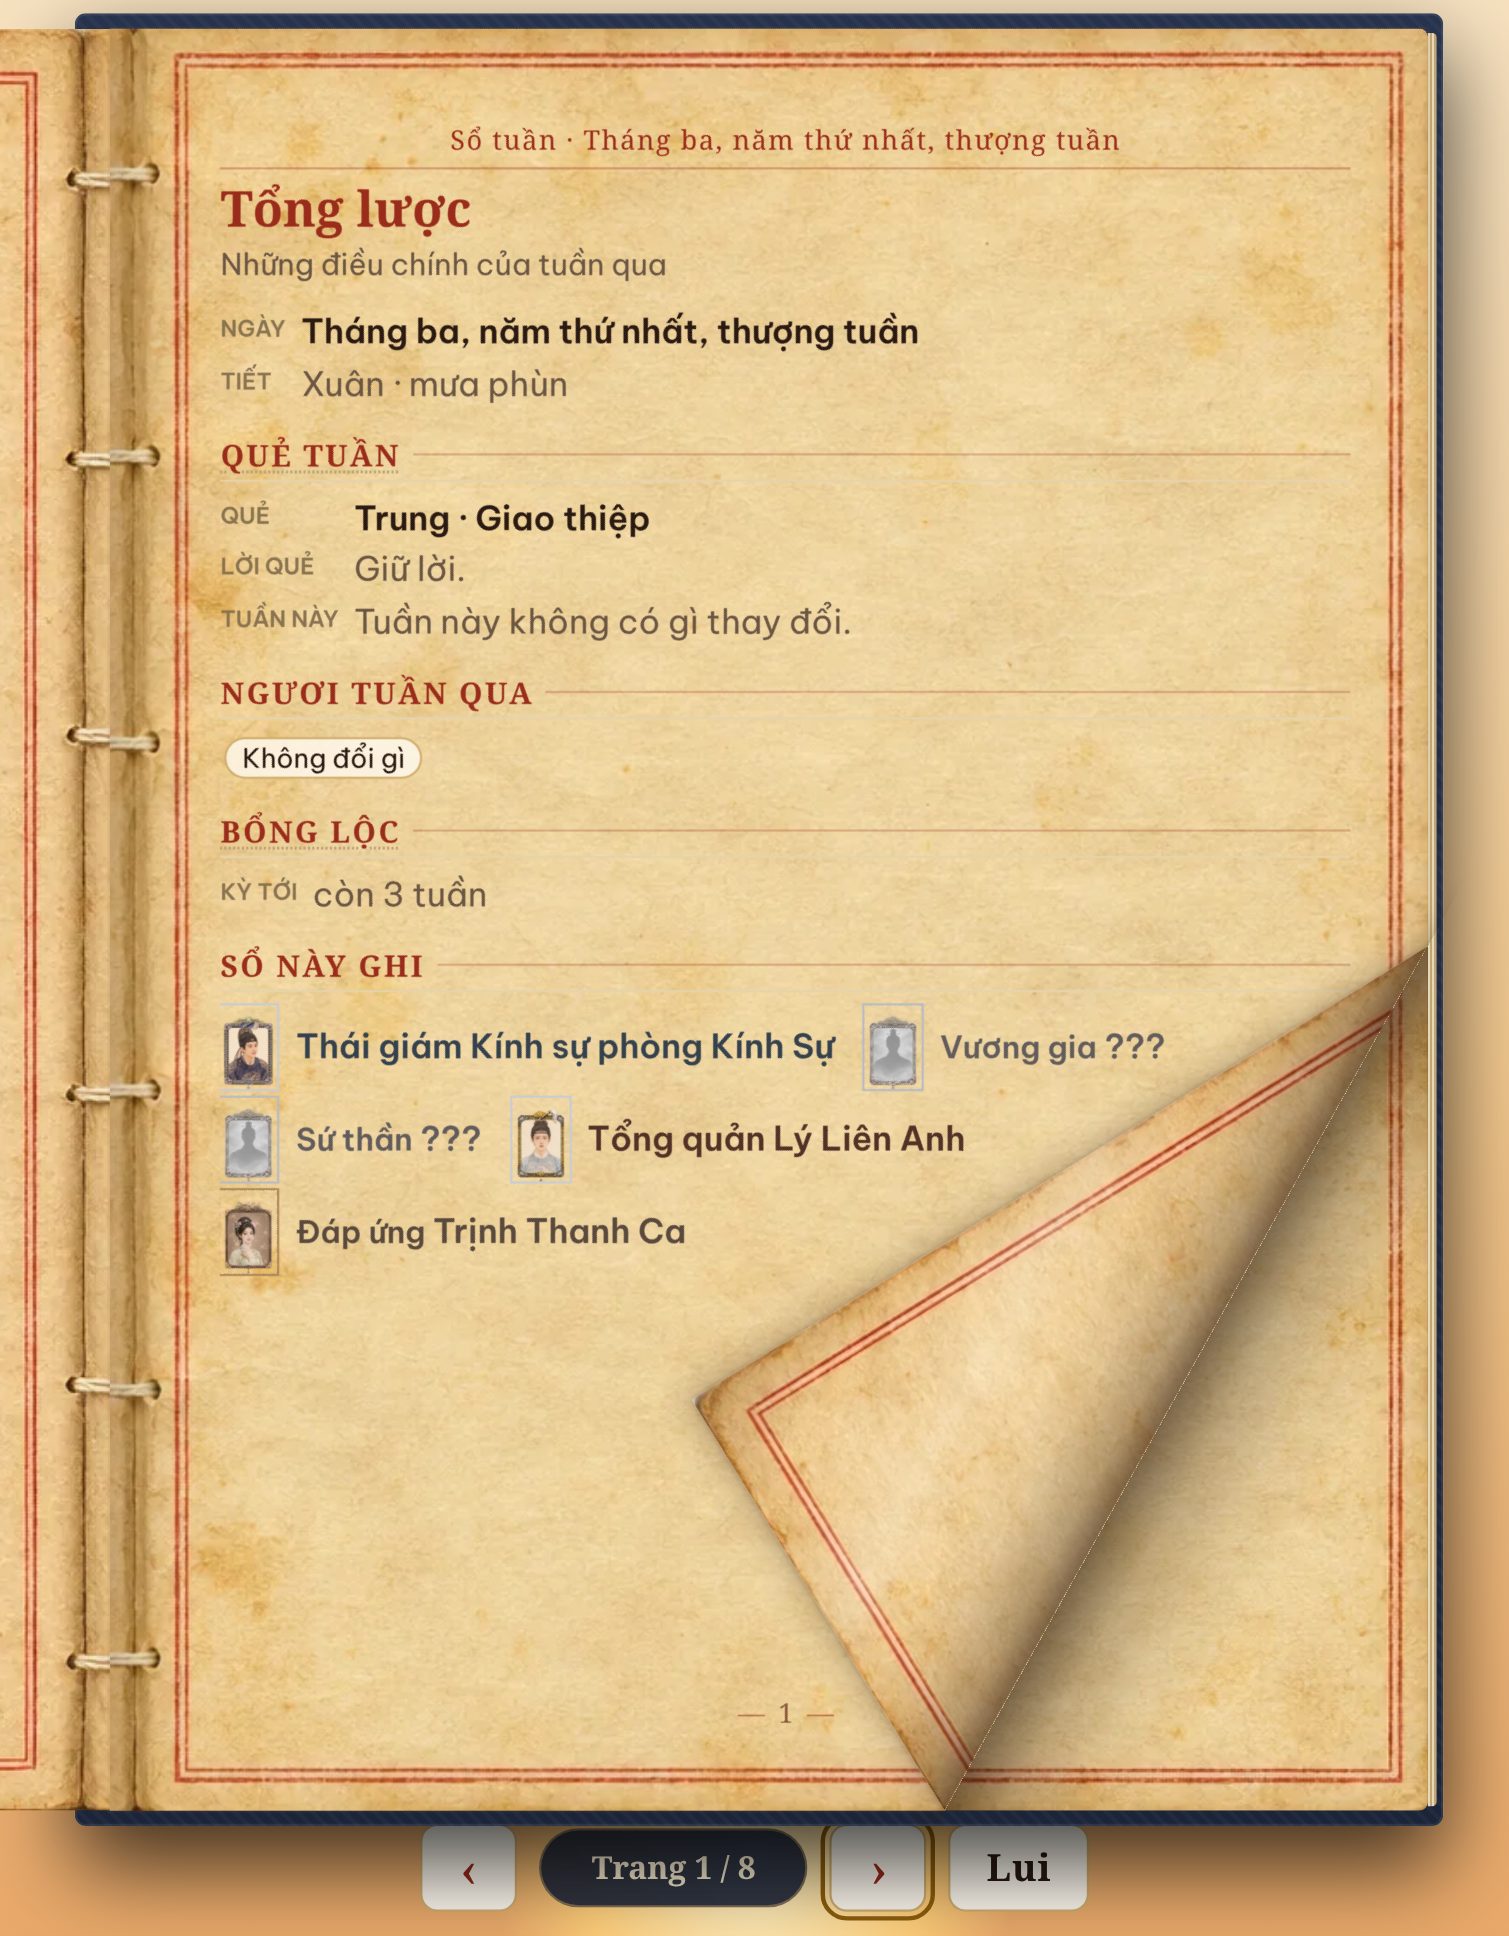 Sổ tuần · Tháng ba, năm thứ nhất, thượng tuần
Tổng lược
Những điều chính của tuần qua
NGÀY Tháng ba, năm thứ nhất, thượng tuần
TIẾT Xuân · mưa phùn
QUẺ TUẦN
QUẺ Trung · Giao thiệp
LỜI QUẺ Giữ lời.
TUẦN NÀY Tuần này không có gì thay đổi.
NGƯƠI TUẦN QUA
Không đổi gì
BỔNG LỘC
KỲ TỚI còn 3 tuần
SỔ NÀY GHI
Thái giám Kính sự phòng Kính Sự Vương gia ???
Sứ thần ??? Tổng quản Lý Liên Anh
Đáp ứng Trịnh Thanh Ca
— 1 —
‹ Trang 1 / 8 › Lui